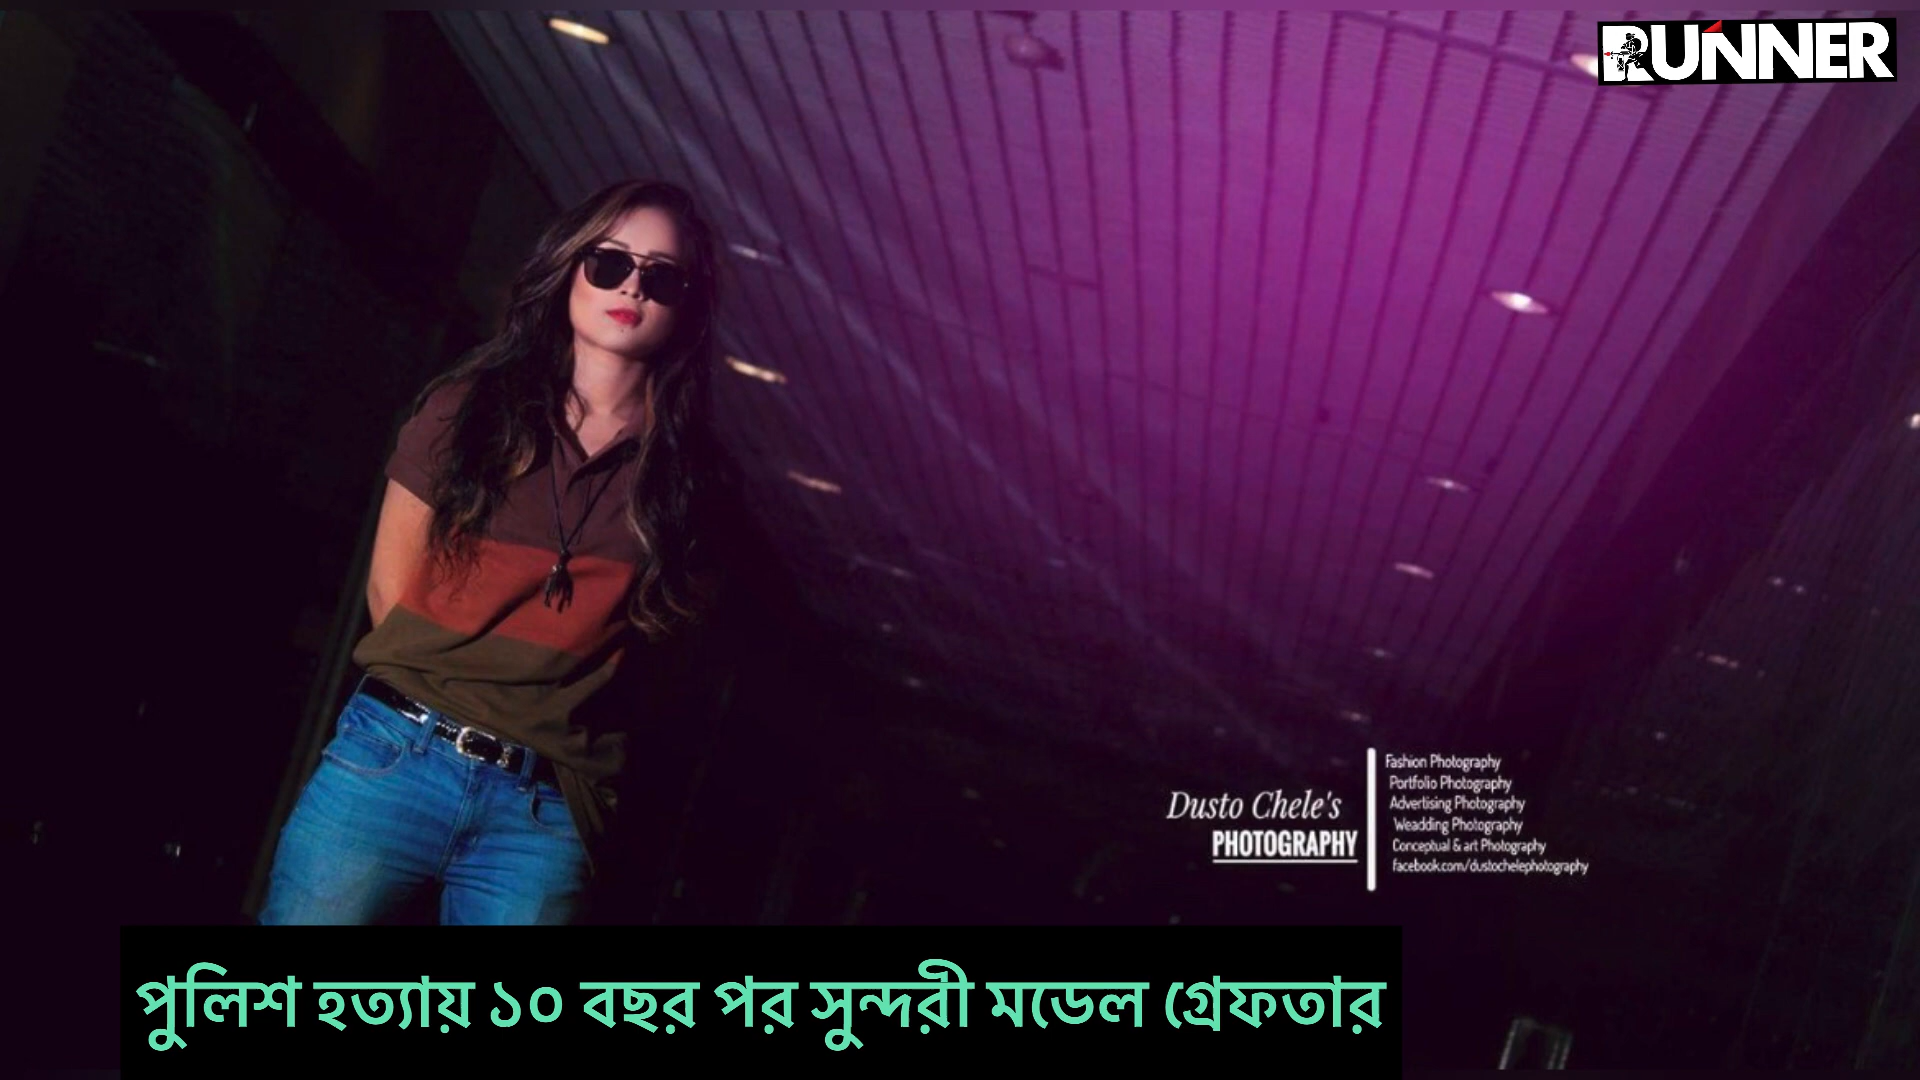 RUNNER
Dusto Chele's
PHOTOGRAPHY
Fashion Photography
Portfolio Photography
Advertising Photography
Weadding Photography
Conceptual & art Photography
facebook.com/dustochelephotography
পুলিশ হত্যায় ১০ বছর পর সুন্দরী মডেল গ্রেফতার